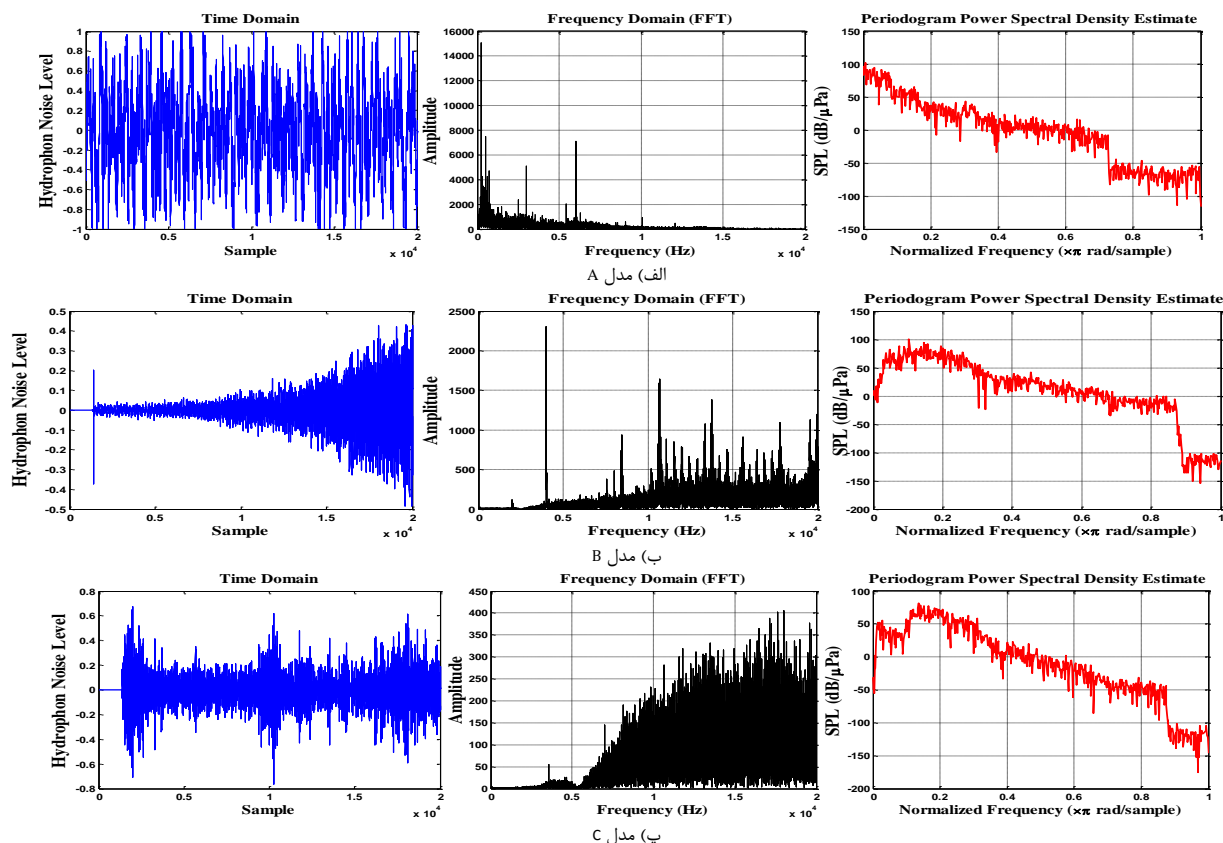 Time Domain
Hydrophon Noise Level
1
0.8
0.6
0.4
0.2
0
-0.2
-0.4
-0.6
-0.8
-1
0 0.5 1 1.5 2
Sample
x 10⁴
Frequency Domain (FFT)
Amplitude
16000
14000
12000
10000
8000
6000
4000
2000
0
0 0.5 1 1.5 2
Frequency (Hz)
x 10⁴
Periodogram Power Spectral Density Estimate
SPL (dB/μPa)
150
100
50
0
-50
-100
-150
0 0.2 0.4 0.6 0.8 1
Normalized Frequency (×π rad/sample)
الف) مدل A
Time Domain
Hydrophon Noise Level
0.5
0.4
0.3
0.2
0.1
0
-0.1
-0.2
-0.3
0.4
-0.5
0 0.5 1 1.5 2
Sample
x 10⁴
Frequency Domain (FFT)
Amplitude
2500
2000
1500
1000
500
0
0 0.5 1 1.5 2
Frequency (Hz)
x 10⁴
Periodogram Power Spectral Density Estimate
SPL (dB/μPa)
150
100
50
0
-50
-100
-150
-200
0 0.2 0.4 0.6 0.8 1
Normalized Frequency (×π rad/sample)
ب) مدل B
Time Domain
Hydrophon Noise Level
0.8
0.6
0.4
0.2
0
-0.2
-0.4
-0.6
-0.8
0 0.5 1 1.5 2
Sample
x 10⁴
Frequency Domain (FFT)
Amplitude
450
400
350
300
250
200
150
100
50
0
0 0.5 1 1.5 2
Frequency (Hz)
x 10⁴
Periodogram Power Spectral Density Estimate
SPL (dB/μPa)
100
50
0
-50
-100
-150
-200
0 0.2 0.4 0.6 0.8 1
Normalized Frequency (×π rad/sample)
پ) مدل C